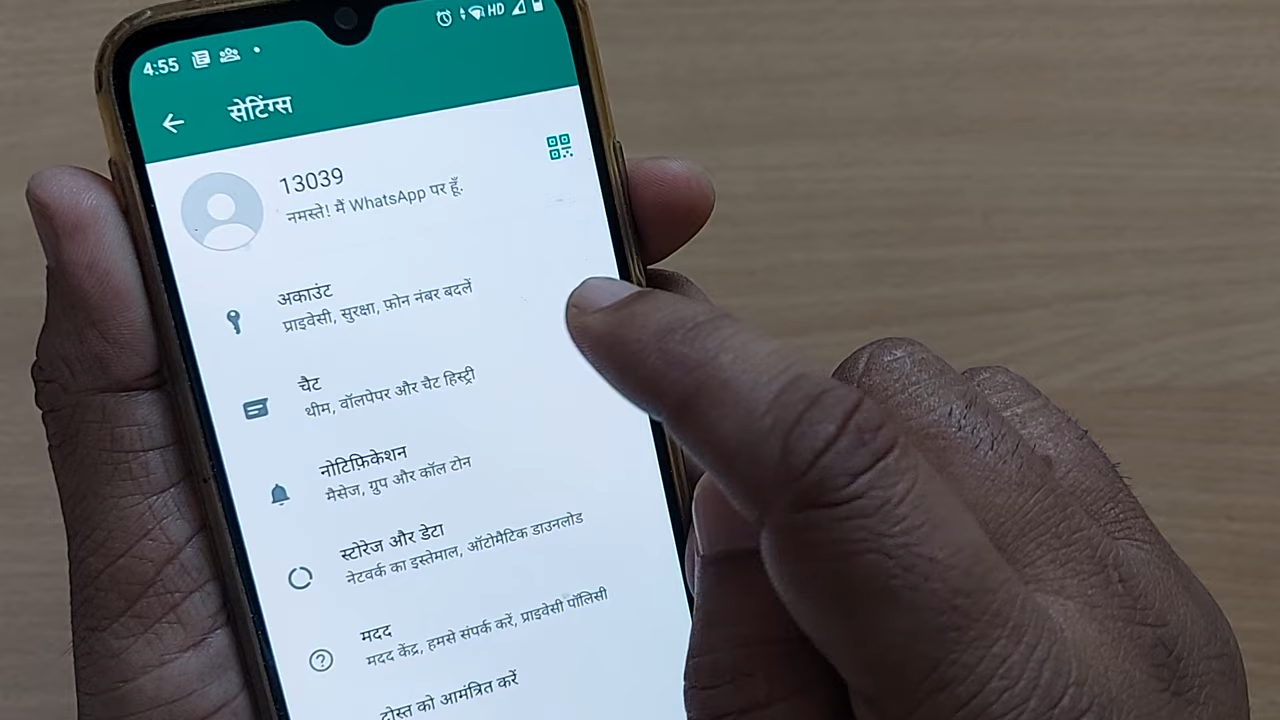 4:55
HD
सेटिंग्स
13039
नमस्ते! मैं WhatsApp पर हूँ.
अकाउंट
प्राइवेसी, सुरक्षा, फ़ोन नंबर बदलें
चैट
थीम, वॉलपेपर और चैट हिस्ट्री
नोटिफ़िकेशन
मैसेज, ग्रुप और कॉल टोन
स्टोरेज और डेटा
नेटवर्क का इस्तेमाल, ऑटोमैटिक डाउनलोड
मदद
मदद केंद्र, हमसे संपर्क करें, प्राइवेसी पॉलिसी
दोस्त को आमंत्रित करें